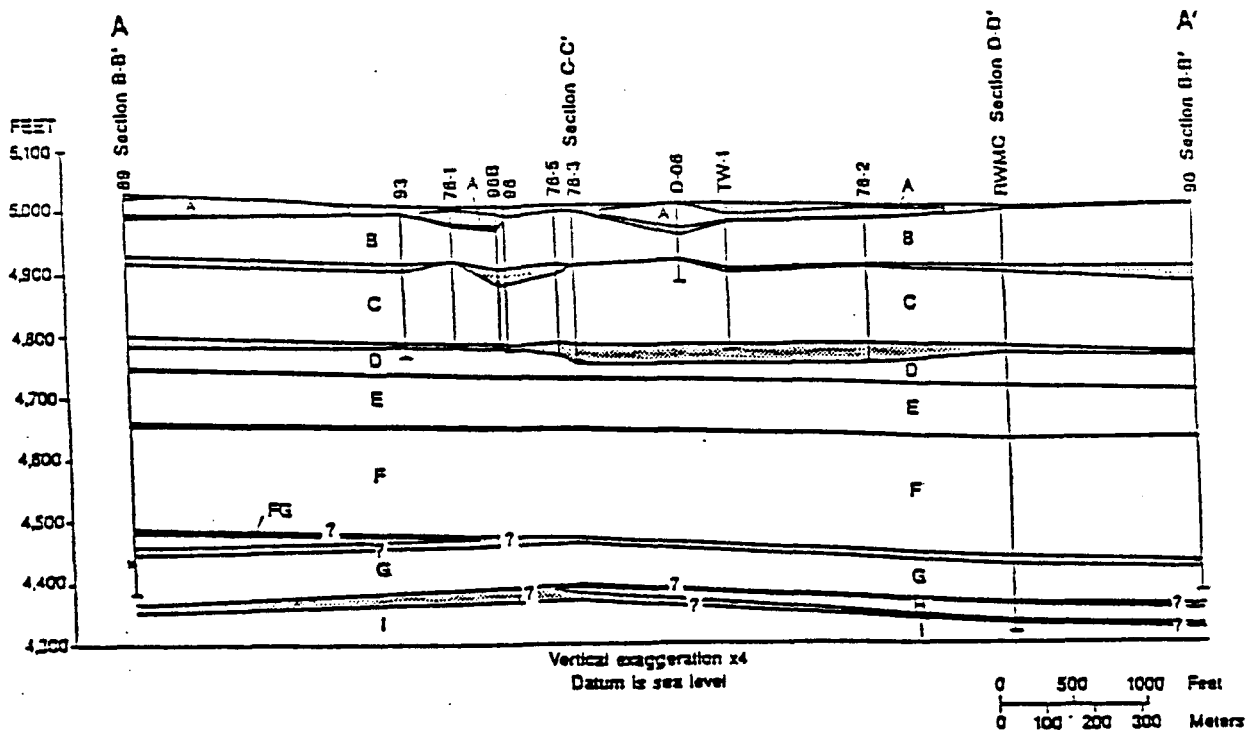 A
A'
Section B-B'
Section C-C'
RWMC Section D-D'
Section B-B'
FEET
89
93
78-1
A
98
78-5
78-3
D-06
TW-1
78-2
A
90
5,100
5,000
4,900
4,800
4,700
4,600
4,500
4,400
A
A
B
B
C
C
D
D
E
E
F
F
FG
?
?
?
G
G
?
?
?
?
?
?
I
I
Vertical exaggeration x4
Datum is sea level
0 500 1000 Feet
0 100 200 300 Meters